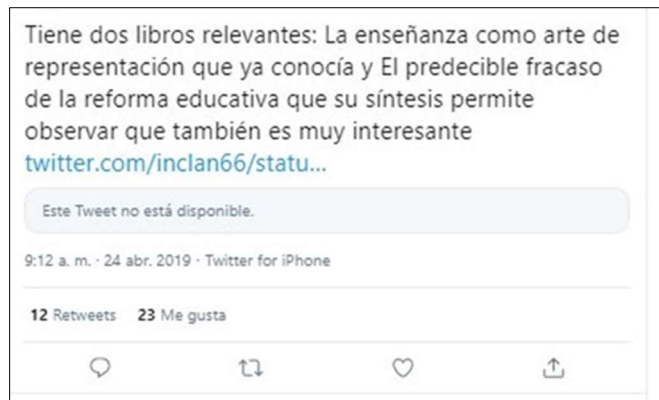 Tiene dos libros relevantes: La enseñanza como arte de
representación que ya conocía y El predecible fracaso
de la reforma educativa que su síntesis permite
observar que también es muy interesante
twitter.com/inclan66/statu...
Este Tweet no está disponible.
9:12 a. m. · 24 abr. 2019 · Twitter for iPhone
12 Retweets 23 Me gusta